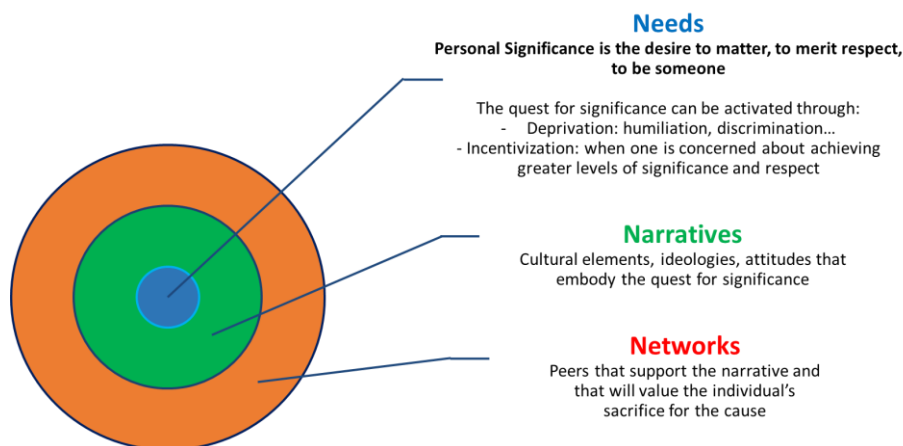 Needs
Personal Significance is the desire to matter, to merit respect,
to be someone
The quest for significance can be activated through:
- Deprivation: humiliation, discrimination…
- Incentivization: when one is concerned about achieving
greater levels of significance and respect
Narratives
Cultural elements, ideologies, attitudes that
embody the quest for significance
Networks
Peers that support the narrative and
that will value the individual’s
sacrifice for the cause